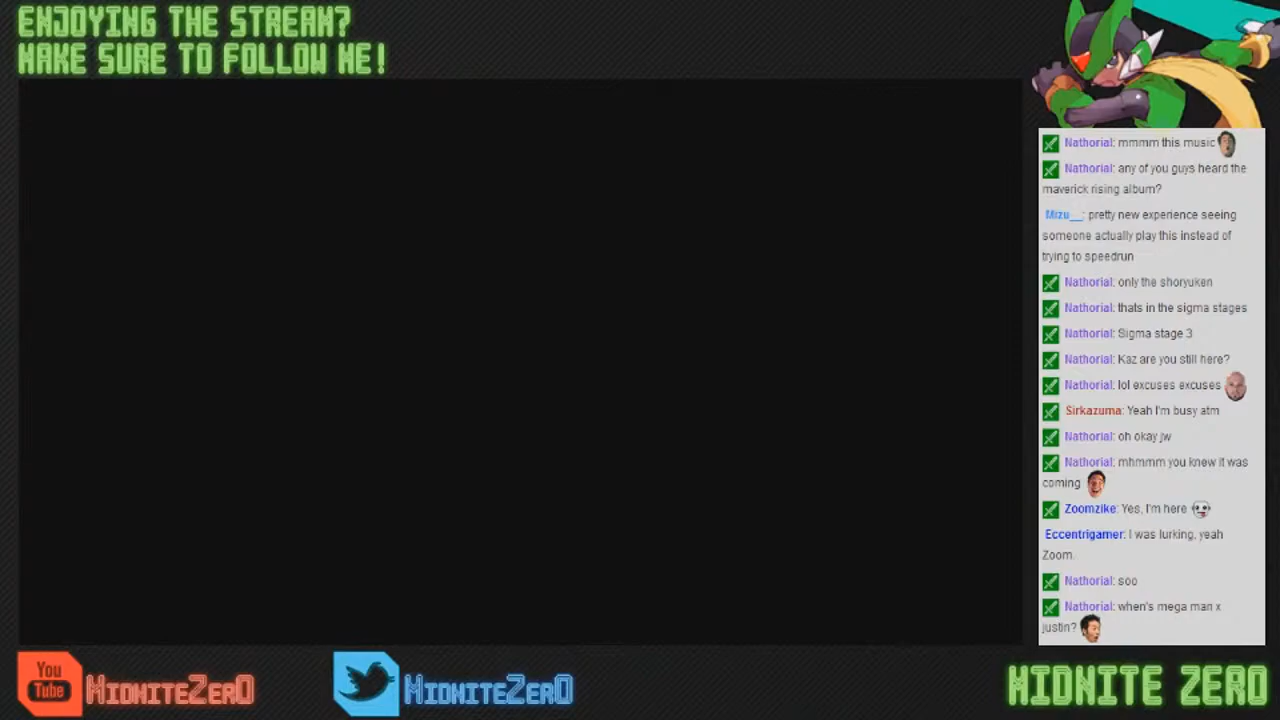 ENJOYING THE STREAM?
MAKE SURE TO FOLLOW ME!
Nathorial: mmmm this music
Nathorial: any of you guys heard the
maverick rising album?
Mizu__: pretty new experience seeing
someone actually play this instead of
trying to speedrun
Nathorial: only the shoryuken
Nathorial: thats in the sigma stages
Nathorial: Sigma stage 3
Nathorial: Kaz are you still here?
Nathorial: lol excuses excuses
Sirkazuma: Yeah I'm busy atm
Nathorial: oh okay jw
Nathorial: mhmmm you knew it was
coming
Zoomzike: Yes, I'm here
Eccentrigamer: I was lurking, yeah
Zoom.
Nathorial: soo
Nathorial: when's mega man x
justin?
You
Tube
MidniteZer0
MidniteZer0
MIDNITE ZERO